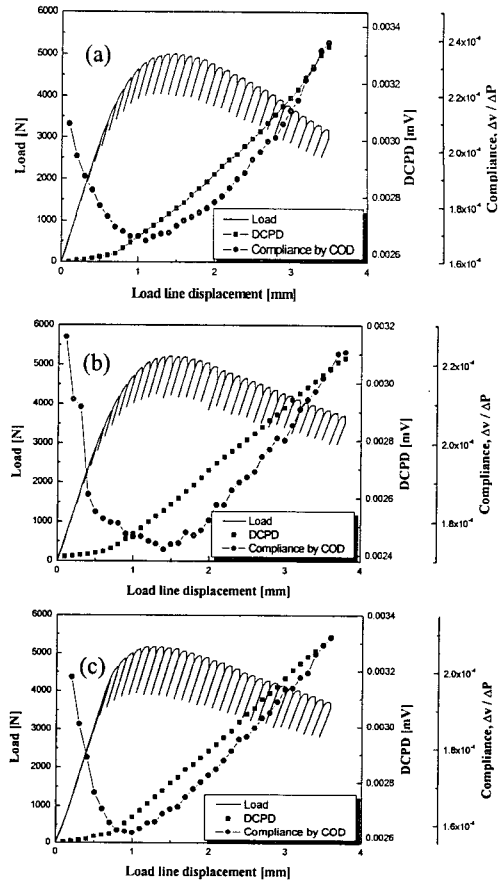 (a)
Load [N]
6000
5000
4000
3000
2000
1000
0
0 1 2 3 4
Load line displacement [mm]
Load
DCPD
Compliance by COD
0.0034
0.0032
0.0030
0.0028
0.0026
DCPD [mV]
2.4x10⁻⁴
2.2x10⁻⁴
2.0x10⁻⁴
1.8x10⁻⁴
1.6x10⁻⁴
Compliance, Δv / ΔP
(b)
Load [N]
6000
5000
4000
3000
2000
1000
0
0 1 2 3 4
Load line displacement [mm]
Load
DCPD
Compliance by COD
0.0032
0.0030
0.0028
0.0026
0.0024
DCPD [mV]
2.2x10⁻⁴
2.0x10⁻⁴
1.8x10⁻⁴
Compliance, Δv / ΔP
(c)
Load [N]
6000
5000
4000
3000
2000
1000
0
0 1 2 3 4
Load line displacement [mm]
Load
DCPD
Compliance by COD
0.0034
0.0032
0.0030
0.0028
0.0026
DCPD [mV]
2.0x10⁻⁴
1.8x10⁻⁴
1.6x10⁻⁴
Compliance, Δv / ΔP